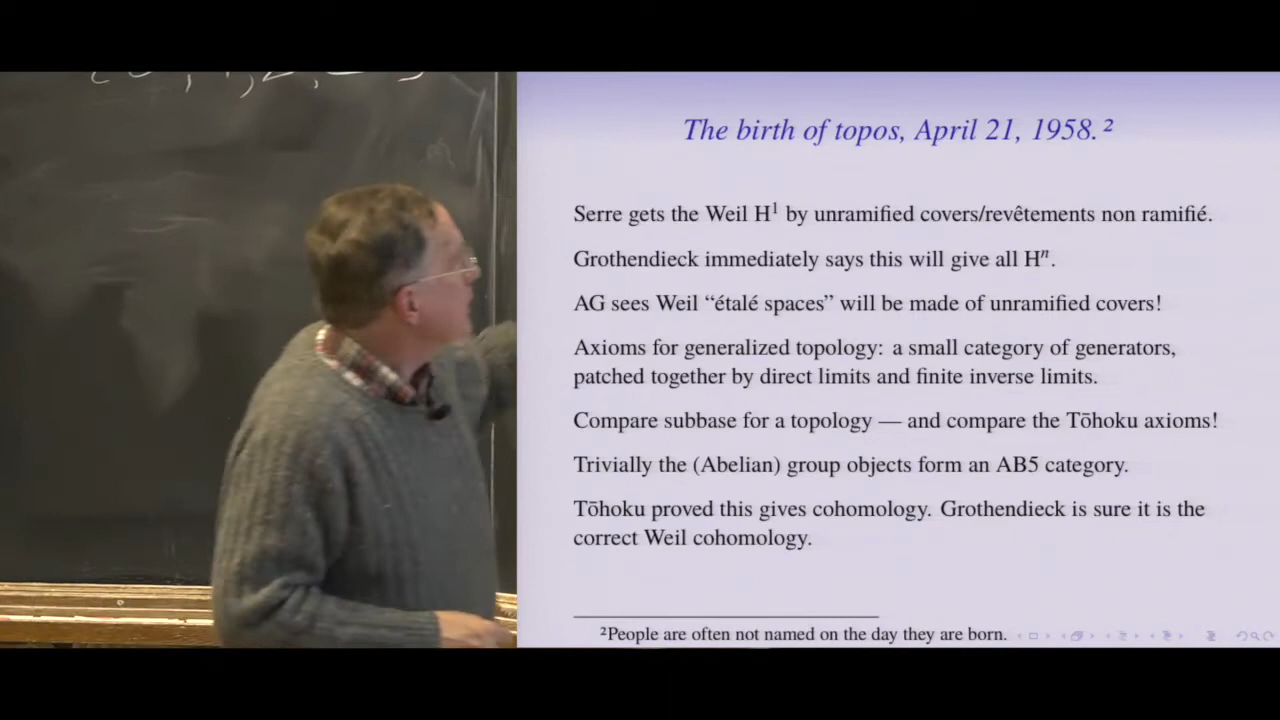 The birth of topos, April 21, 1958.²
Serre gets the Weil H¹ by unramified covers/revêtements non ramifié.
Grothendieck immediately says this will give all Hⁿ.
AG sees Weil “étalé spaces” will be made of unramified covers!
Axioms for generalized topology: a small category of generators,
patched together by direct limits and finite inverse limits.
Compare subbase for a topology — and compare the Tōhoku axioms!
Trivially the (Abelian) group objects form an AB5 category.
Tōhoku proved this gives cohomology. Grothendieck is sure it is the
correct Weil cohomology.
²People are often not named on the day they are born.